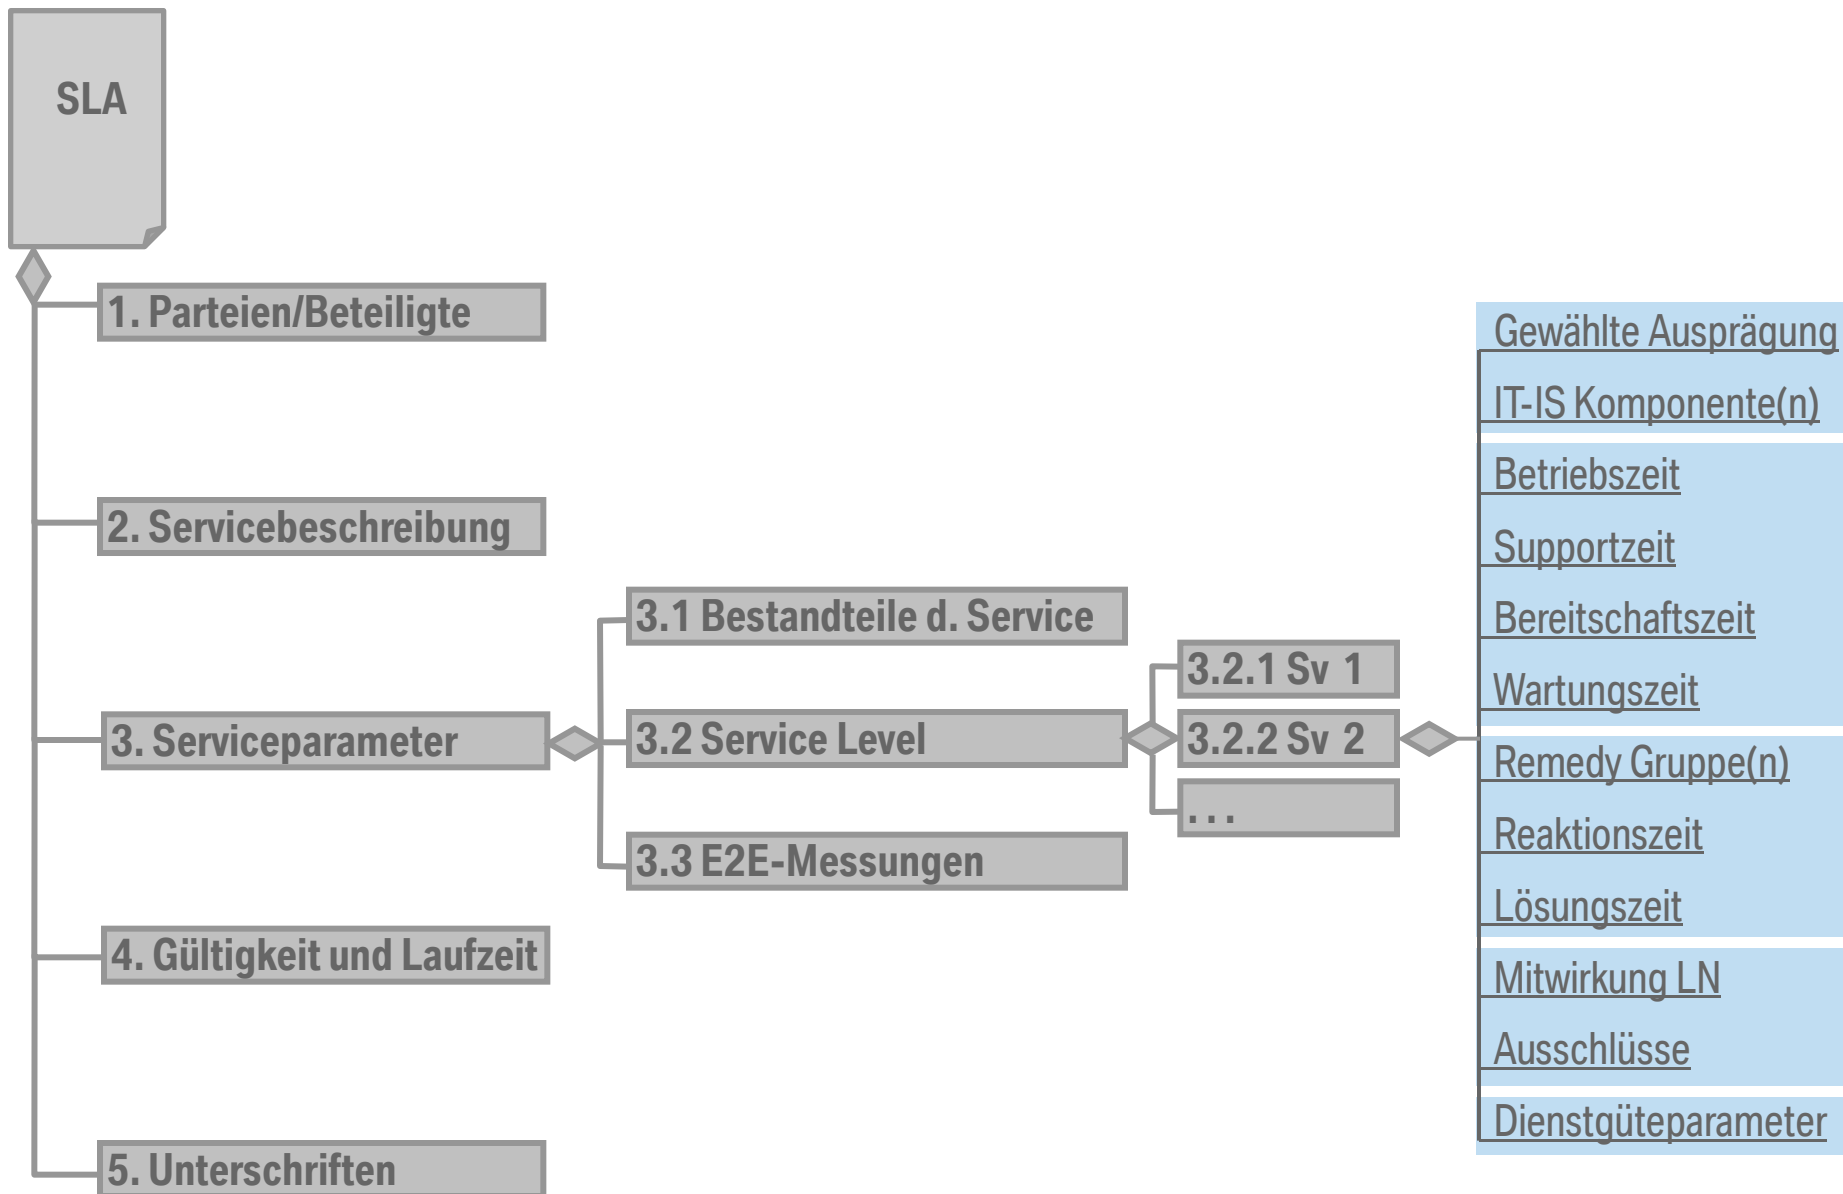 SLA
1. Parteien/Beteiligte
2. Servicebeschreibung
3. Serviceparameter
3.1 Bestandteile d. Service
3.2 Service Level
3.2.1 Sv 1
3.2.2 Sv 2
. . .
3.3 E2E-Messungen
4. Gültigkeit und Laufzeit
5. Unterschriften
Gewählte Ausprägung
IT-IS Komponente(n)
Betriebszeit
Supportzeit
Bereitschaftszeit
Wartungszeit
Remedy Gruppe(n)
Reaktionszeit
Lösungszeit
Mitwirkung LN
Ausschlüsse
Dienstgüteparameter